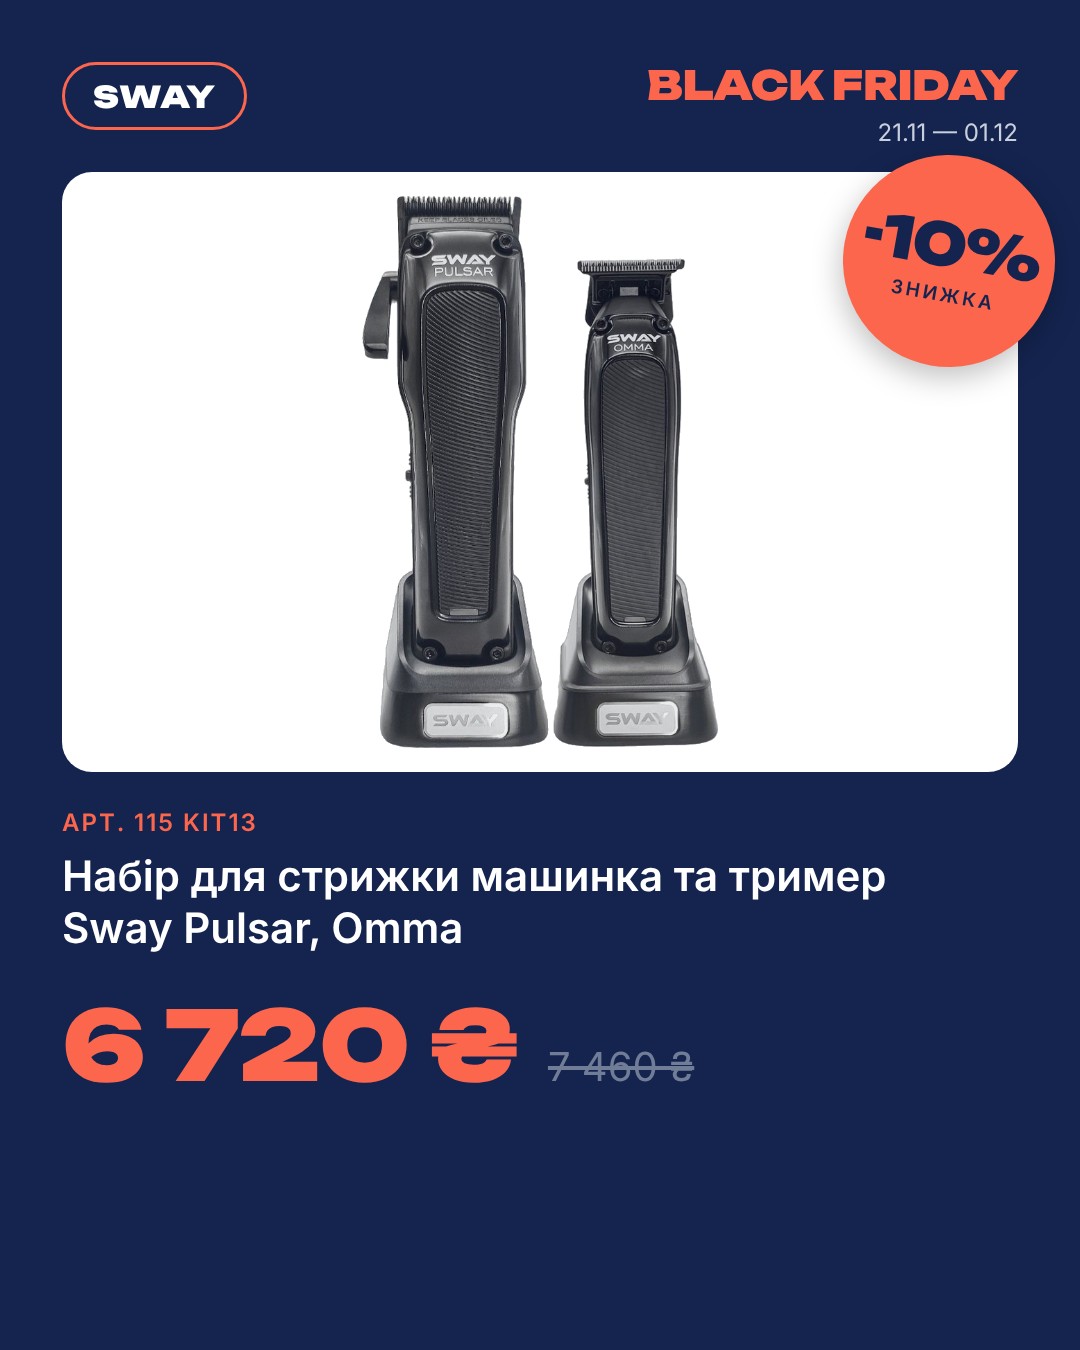 SWAY
BLACK FRIDAY
21.11 — 01.12
-10%
ЗНИЖКА
SWAY
PULSAR
SWAY
OMMA
SWAY
SWAY
АРТ. 115 KIT13
Набір для стрижки машинка та тример
Sway Pulsar, Omma
6 720 ₴
7 460 ₴